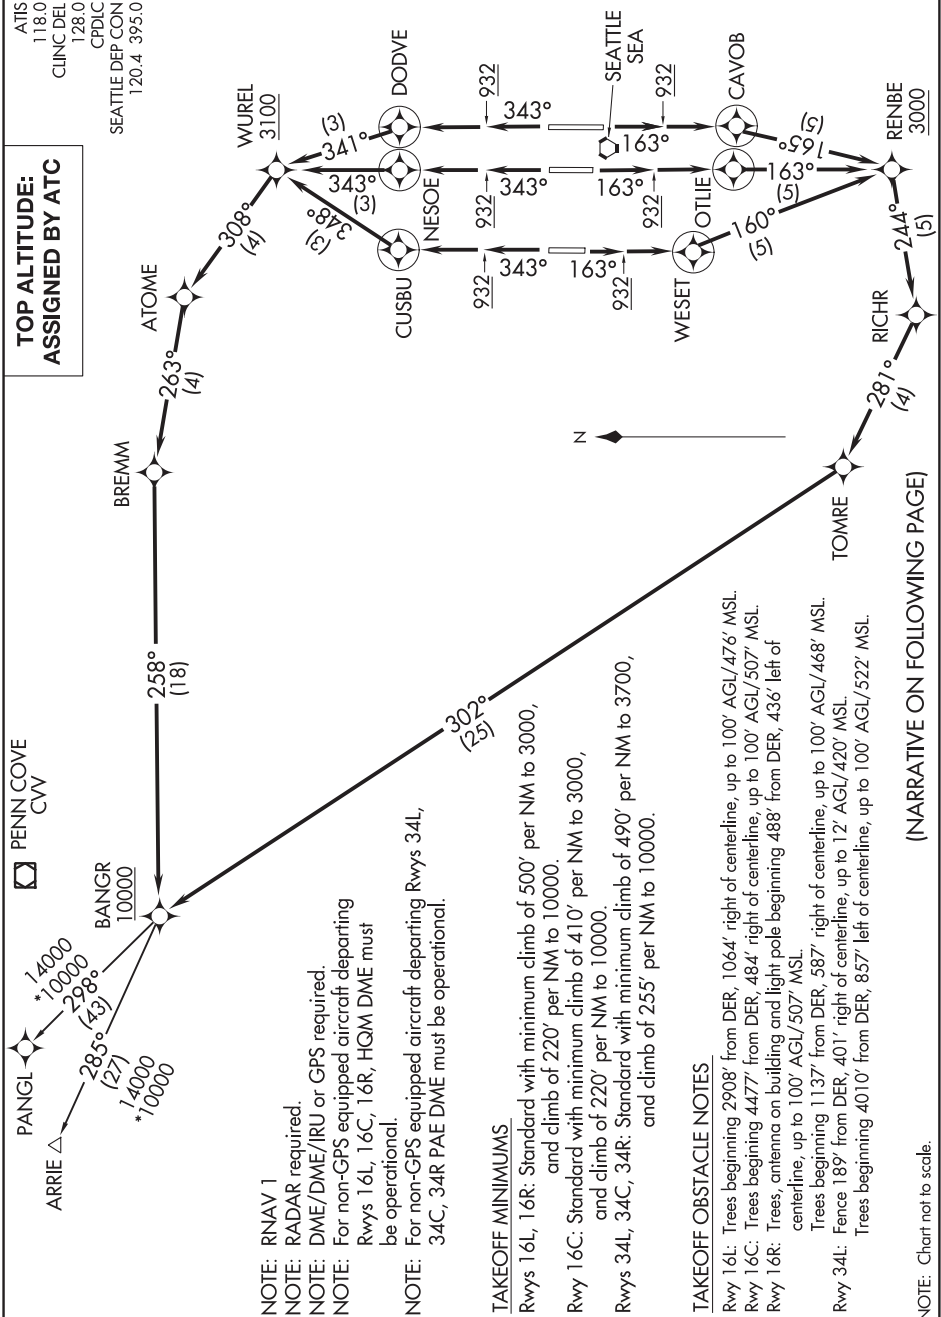 ATIS
118.0
CLNC DEL
128.0
CPDLC
SEATTLE DEP CON
120.4 395.0
TOP ALTITUDE:
ASSIGNED BY ATC
PENN COVE
CVV
PANGL
ARRIE
14000
*10000
298°
(43)
285°
(27)
14000
*10000
BANGR
10000
258°
(18)
BREMM
263°
(4)
ATOME
308°
(4)
WUREL
3100
341°
(3)
343°
(3)
348°
(3)
DODVE
NESOE
CUSBU
932
343°
932
343°
932
343°
SEATTLE
SEA
163°
932
163°
932
163°
932
CAVOB
OTLIE
WESET
165°
(5)
163°
(5)
160°
(5)
RENBE
3000
244°
(5)
RICHR
281°
(4)
TOMRE
302°
(25)
N
NOTE: RNAV 1
NOTE: RADAR required.
NOTE: DME/DME/IRU or GPS required.
NOTE: For non-GPS equipped aircraft departing
Rwys 16L, 16C, 16R, HQM DME must
be operational.
NOTE: For non-GPS equipped aircraft departing Rwys 34L,
34C, 34R PAE DME must be operational.
TAKEOFF MINIMUMS
Rwys 16L, 16R: Standard with minimum climb of 500' per NM to 3000,
and climb of 220' per NM to 10000.
Rwy 16C: Standard with minimum climb of 410' per NM to 3000,
and climb of 220' per NM to 10000.
Rwys 34L, 34C, 34R: Standard with minimum climb of 490' per NM to 3700,
and climb of 255' per NM to 10000.
TAKEOFF OBSTACLE NOTES
Rwy 16L: Trees beginning 2908' from DER, 1064' right of centerline, up to 100' AGL/476' MSL.
Rwy 16C: Trees beginning 4477' from DER, 484' right of centerline, up to 100' AGL/507' MSL.
Rwy 16R: Trees, antenna on building and light pole beginning 488' from DER, 436' left of
centerline, up to 100' AGL/507' MSL.
Trees beginning 1137' from DER, 587' right of centerline, up to 100' AGL/468' MSL.
Rwy 34L: Fence 189' from DER, 401' right of centerline, up to 12' AGL/420' MSL.
Trees beginning 4010' from DER, 857' left of centerline, up to 100' AGL/522' MSL.
(NARRATIVE ON FOLLOWING PAGE)
NOTE: Chart not to scale.